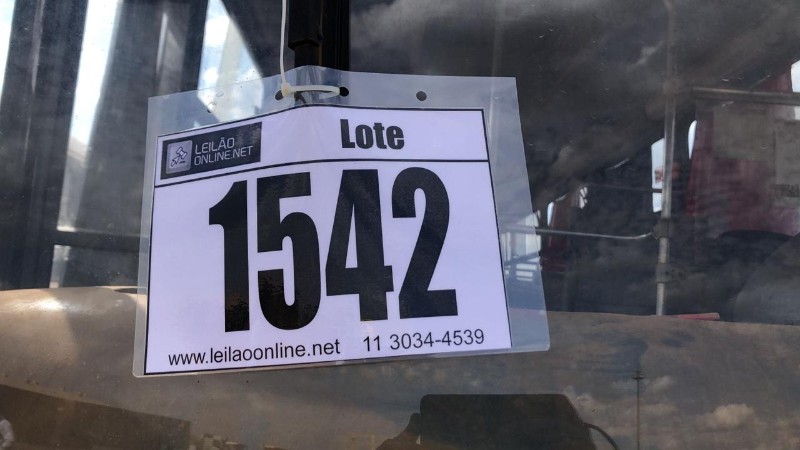 LEILÃO
ONLINE.NET
Lote
1542
www.leilaoonline.net 11 3034-4539